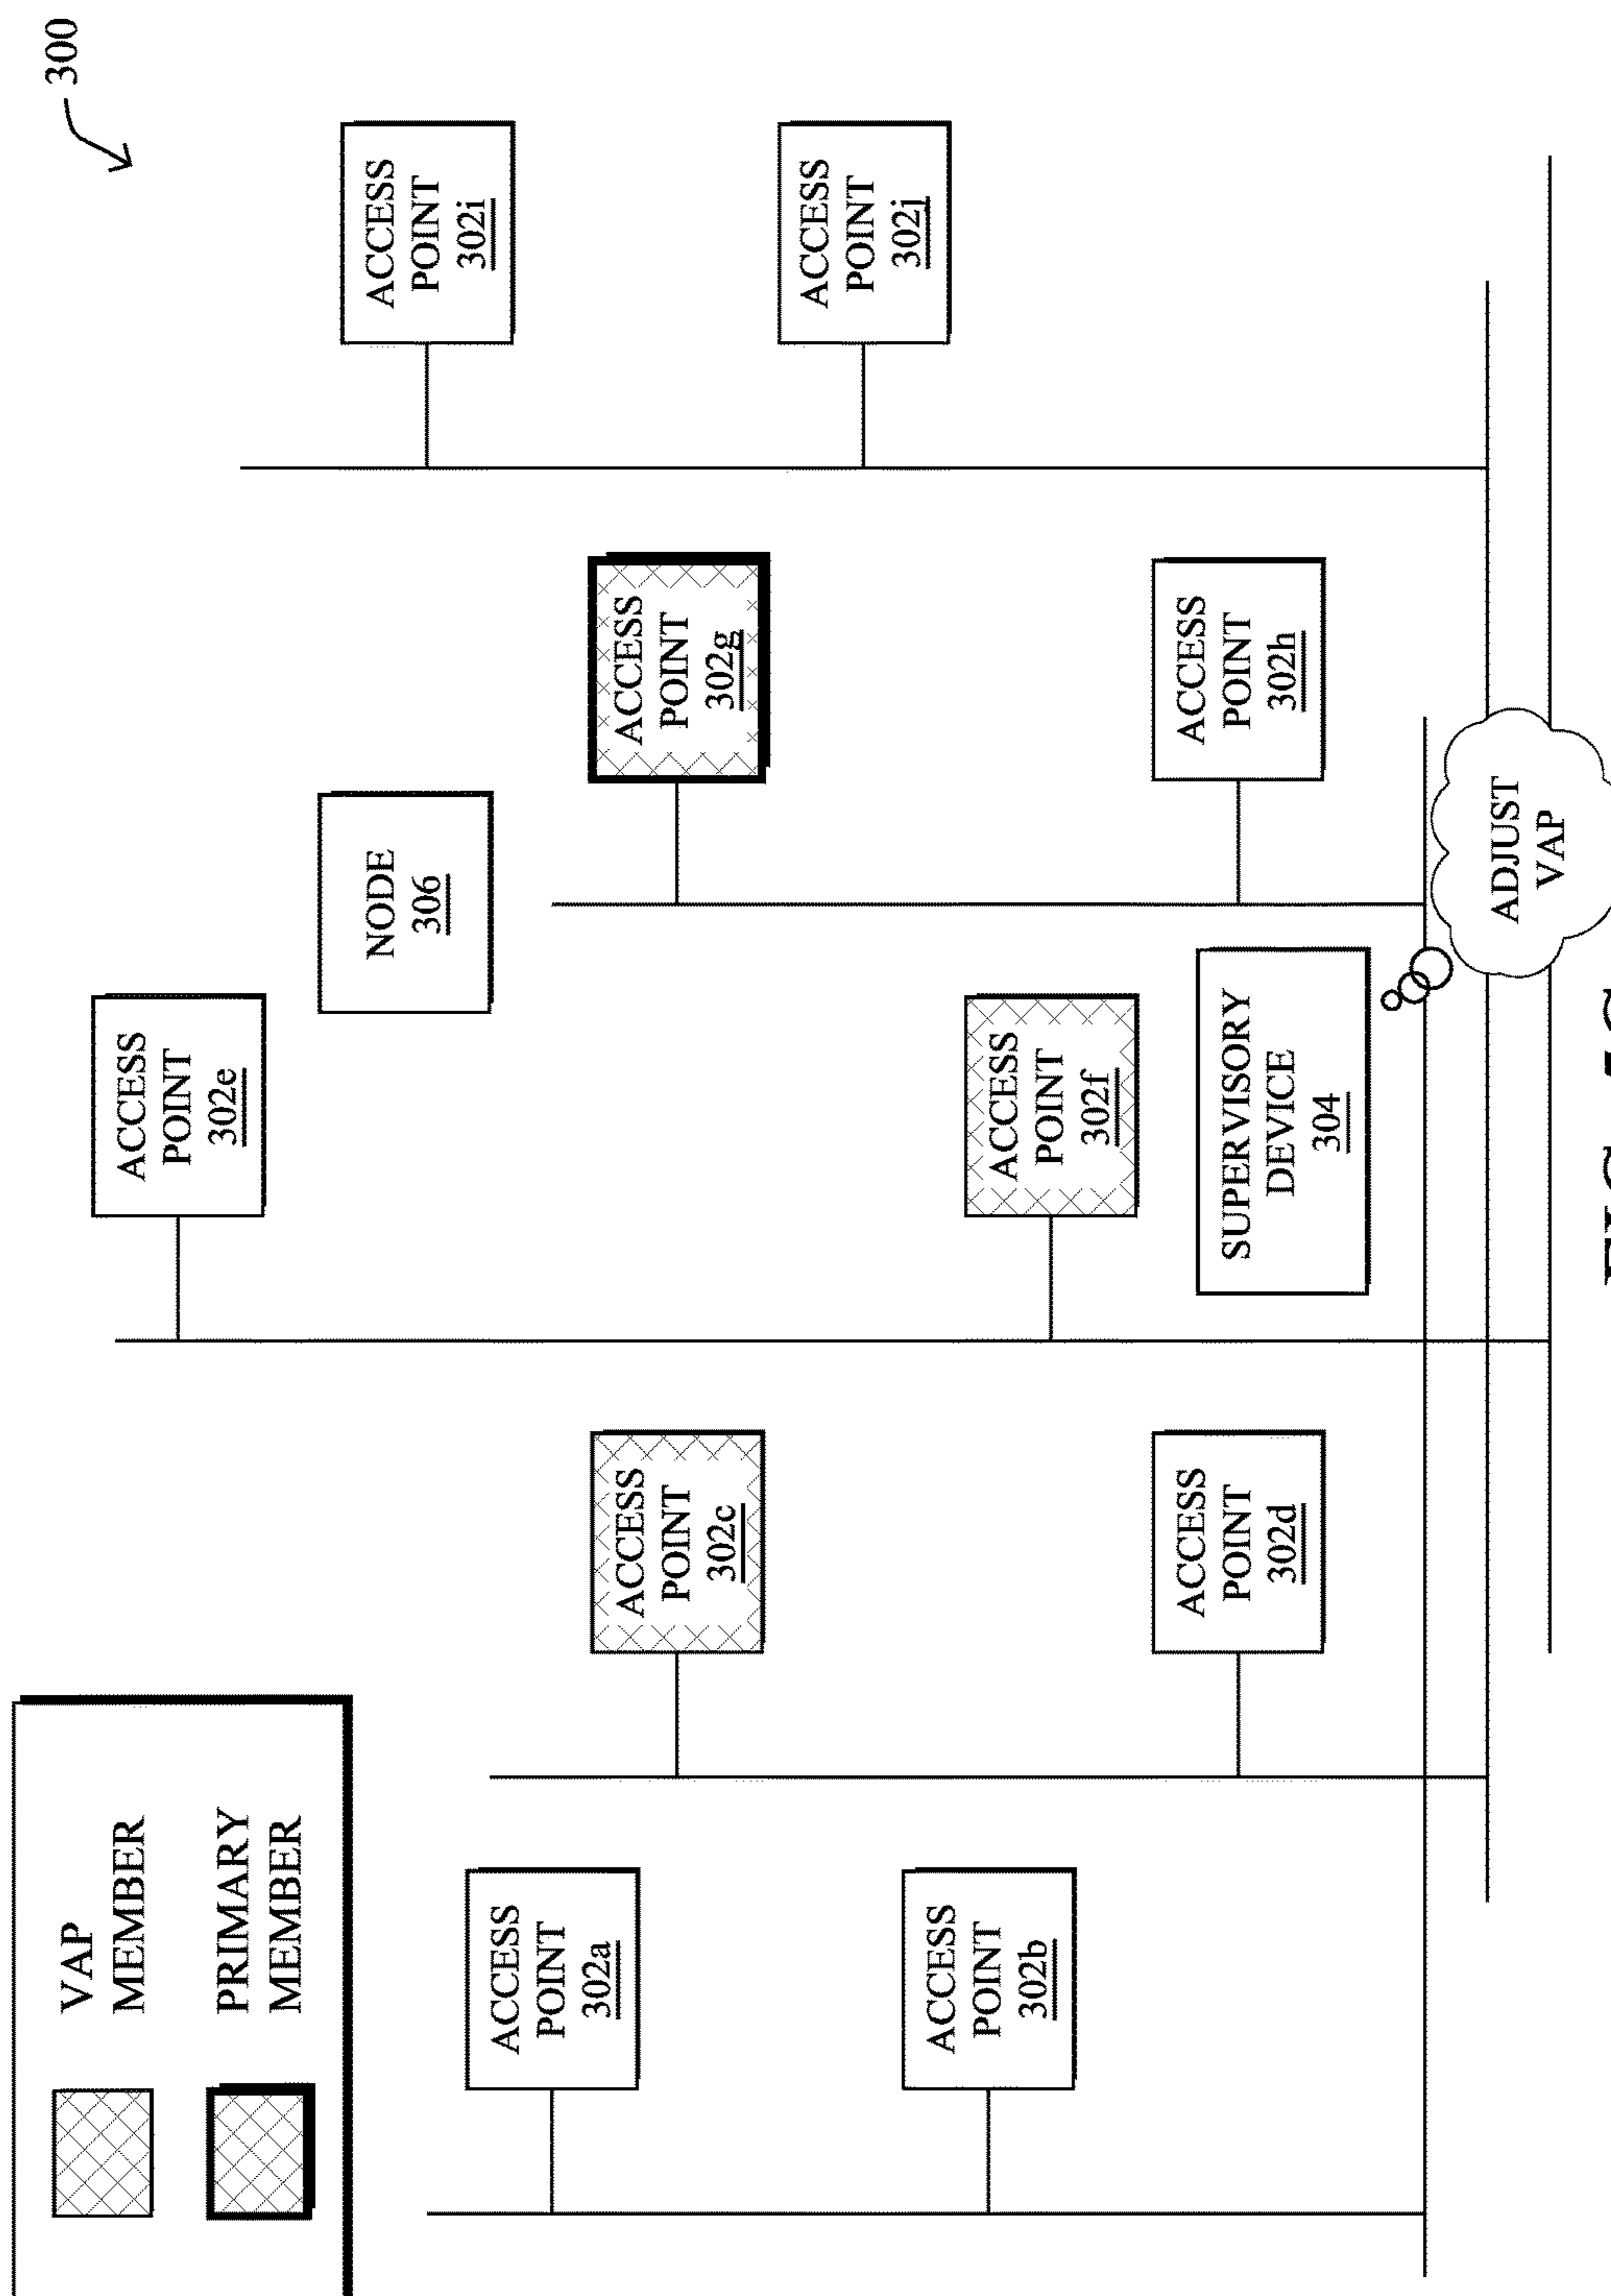 300
VAP
MEMBER
PRIMARY
MEMBER
ACCESS
POINT
302e
NODE
306
ACCESS
POINT
302i
ACCESS
POINT
302a
ACCESS
POINT
302c
ACCESS
POINT
302g
ACCESS
POINT
302j
ACCESS
POINT
302b
ACCESS
POINT
302f
ACCESS
POINT
302d
ACCESS
POINT
302h
SUPERVISORY
DEVICE
304
ADJUST
VAP